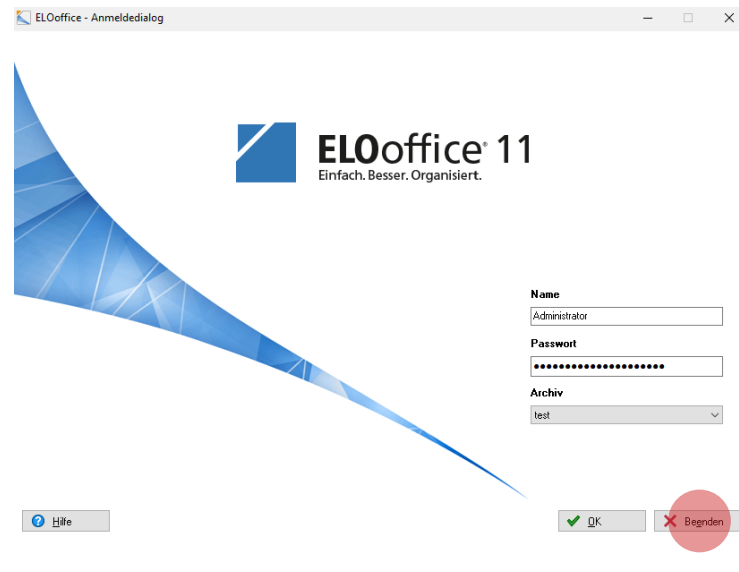 ELOoffice - Anmeldedialog
ELOoffice® 11
Einfach. Besser. Organisiert.
Name
Administrator
Passwort
●●●●●●●●●●●●●●●●●●●●●
Archiv
test
Hilfe
OK
Beenden